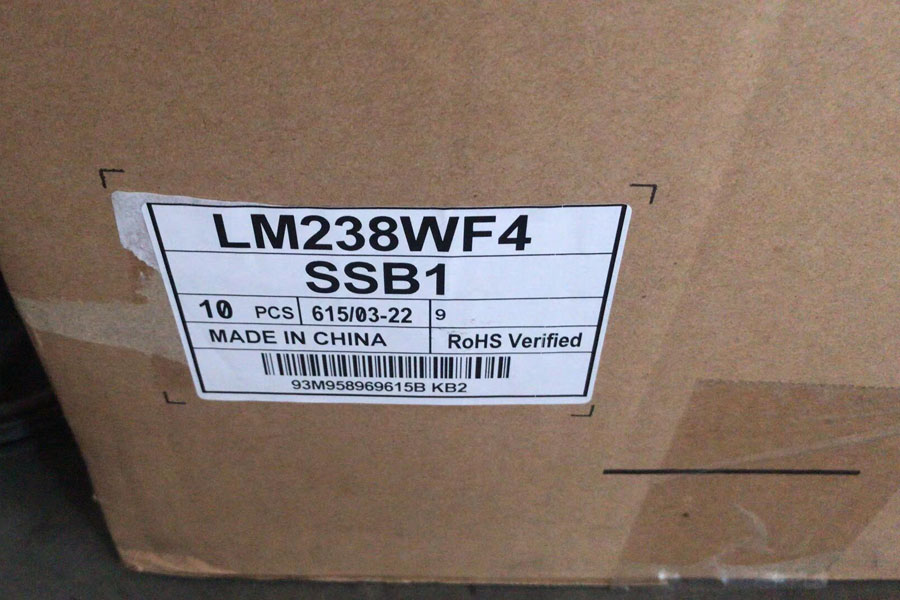 LM238WF4
SSB1
10 PCS 615/03-22 9
MADE IN CHINA RoHS Verified
93M958969615B KB2